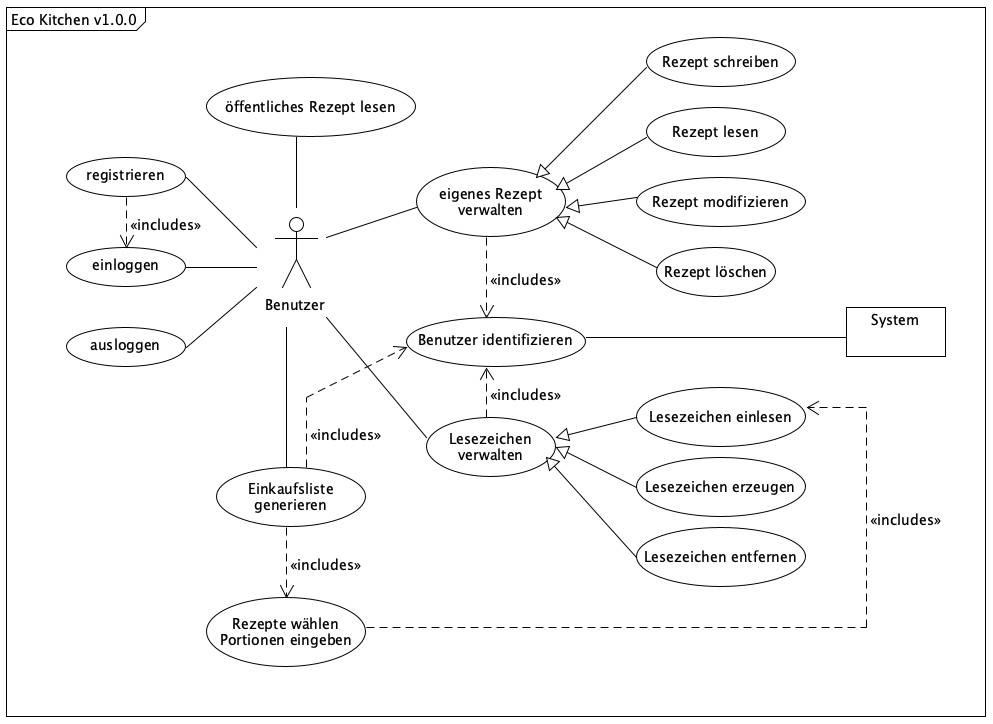 Eco Kitchen v1.0.0
Rezept schreiben
öffentliches Rezept lesen
Rezept lesen
registrieren
eigenes Rezept
verwalten
Rezept modifizieren
«includes»
einloggen
Rezept löschen
«includes»
Benutzer
System
ausloggen
Benutzer identifizieren
«includes»
Lesezeichen einlesen
«includes»
Lesezeichen
verwalten
Einkaufsliste
generieren
Lesezeichen erzeugen
«includes»
Lesezeichen entfernen
«includes»
Rezepte wählen
Portionen eingeben